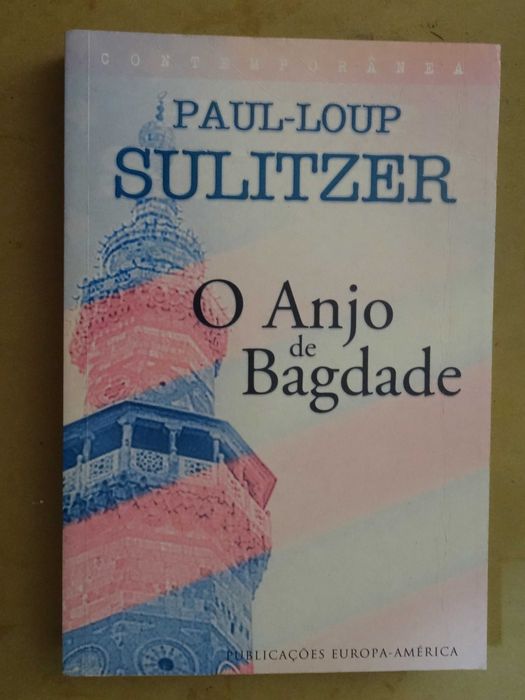 CONTEMPORÂNEA
PAUL-LOUP
SULITZER
O Anjo
de
Bagdade
PUBLICAÇÕES EUROPA-AMÉRICA